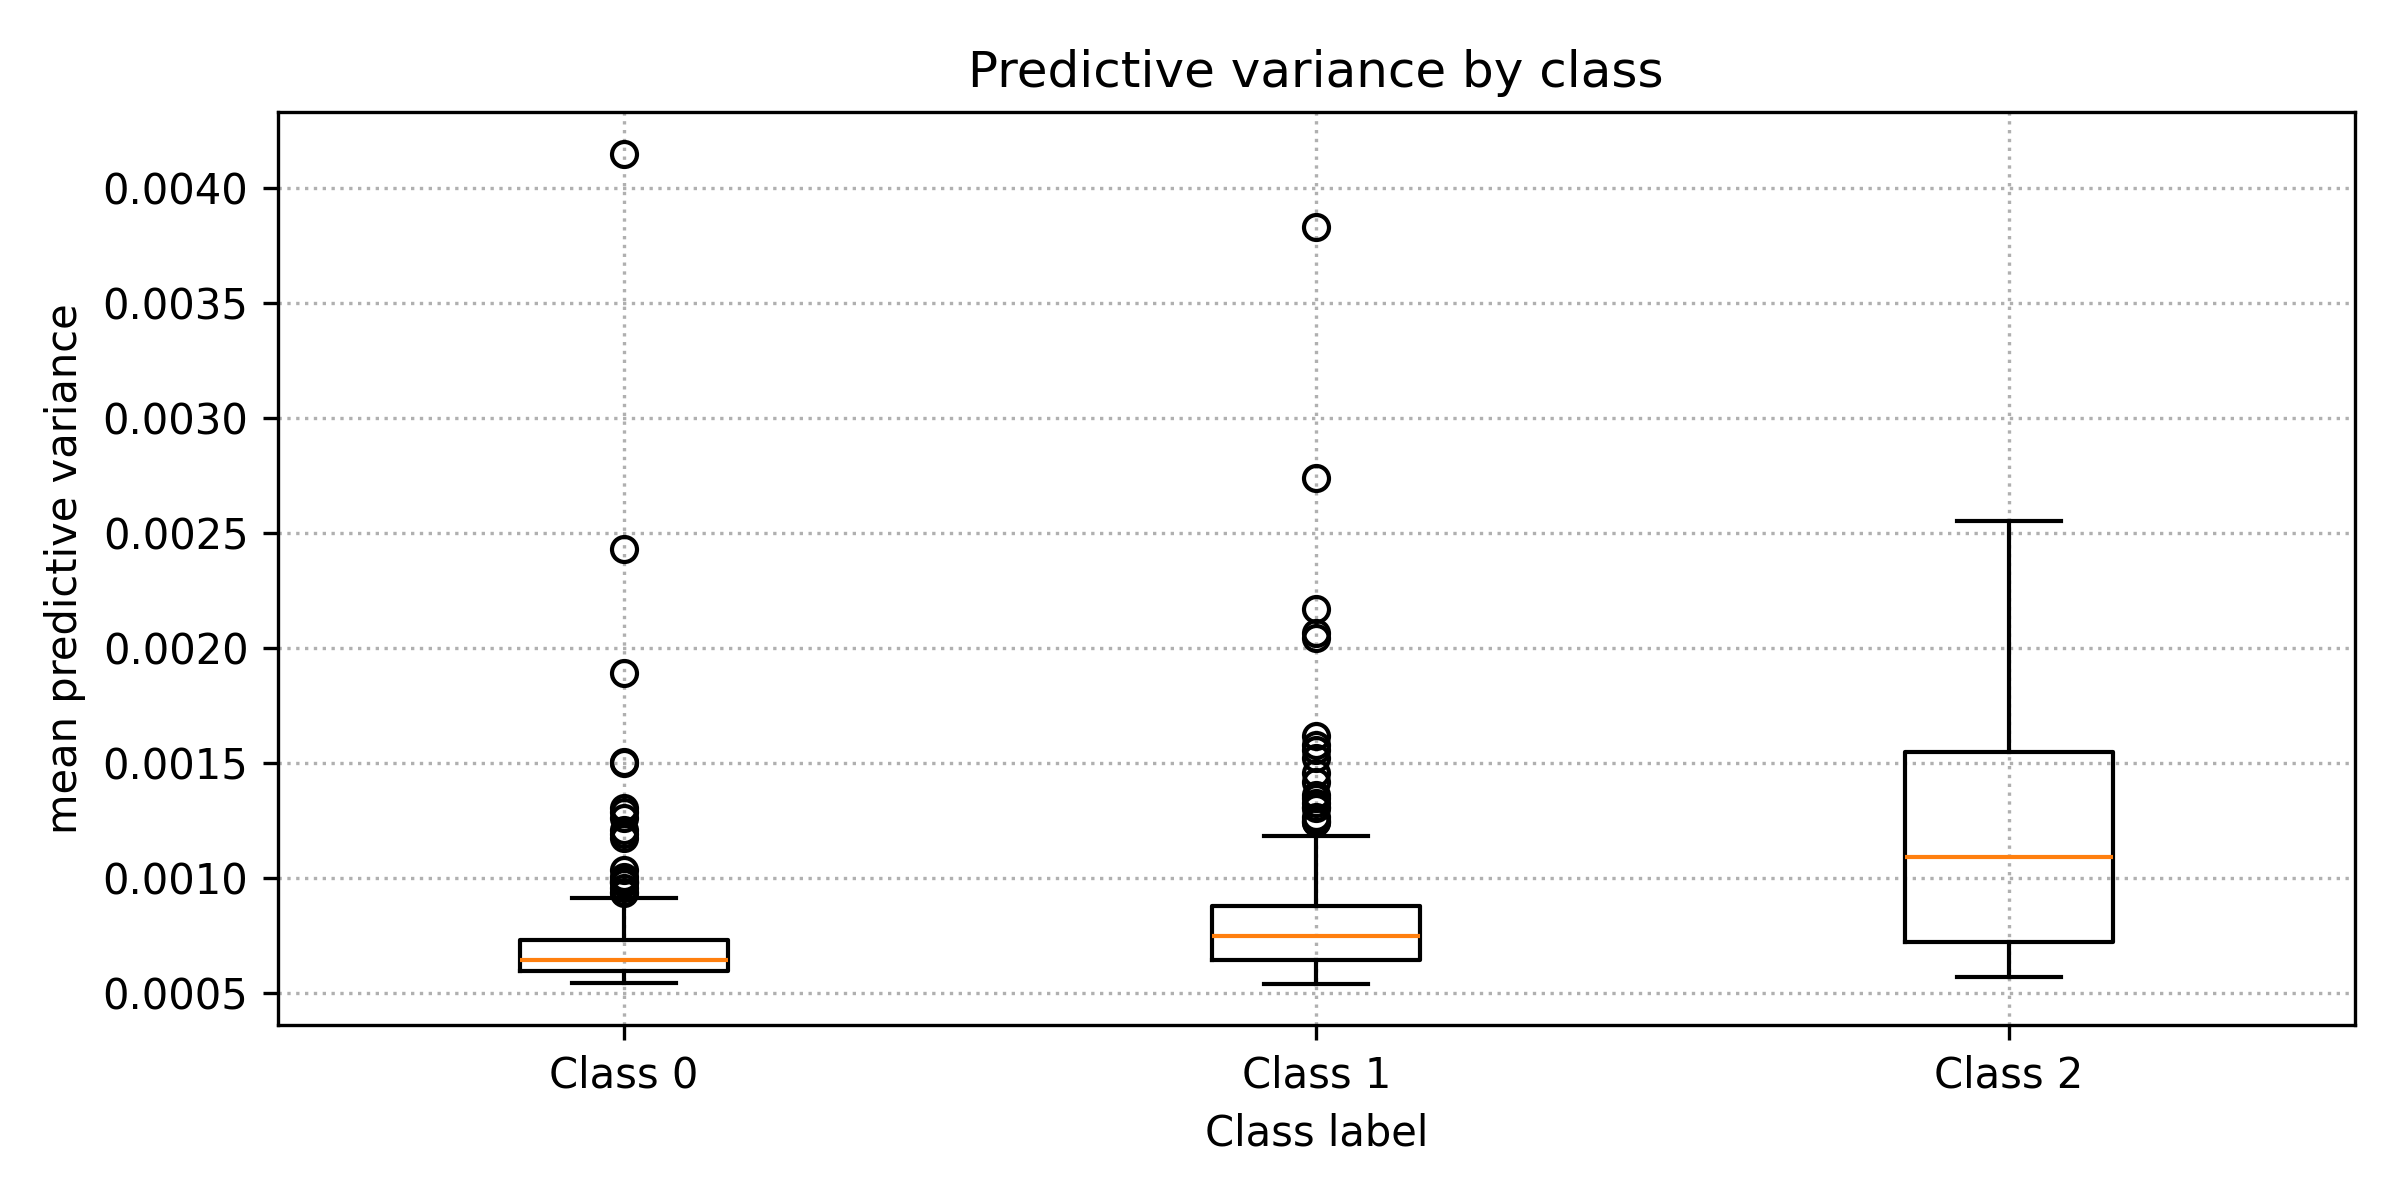 Predictive variance by class
mean predictive variance
0.0040
0.0035
0.0030
0.0025
0.0020
0.0015
0.0010
0.0005
Class 0
Class 1
Class 2
Class label